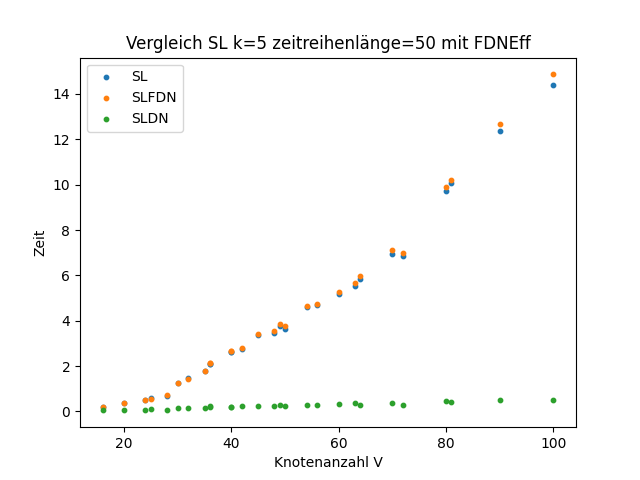 Vergleich SL k=5 zeitreihenlänge=50 mit FDNEff
SL
SLFDN
SLDN
14
12
10
8
6
4
2
0
Zeit
20 40 60 80 100
Knotenanzahl V